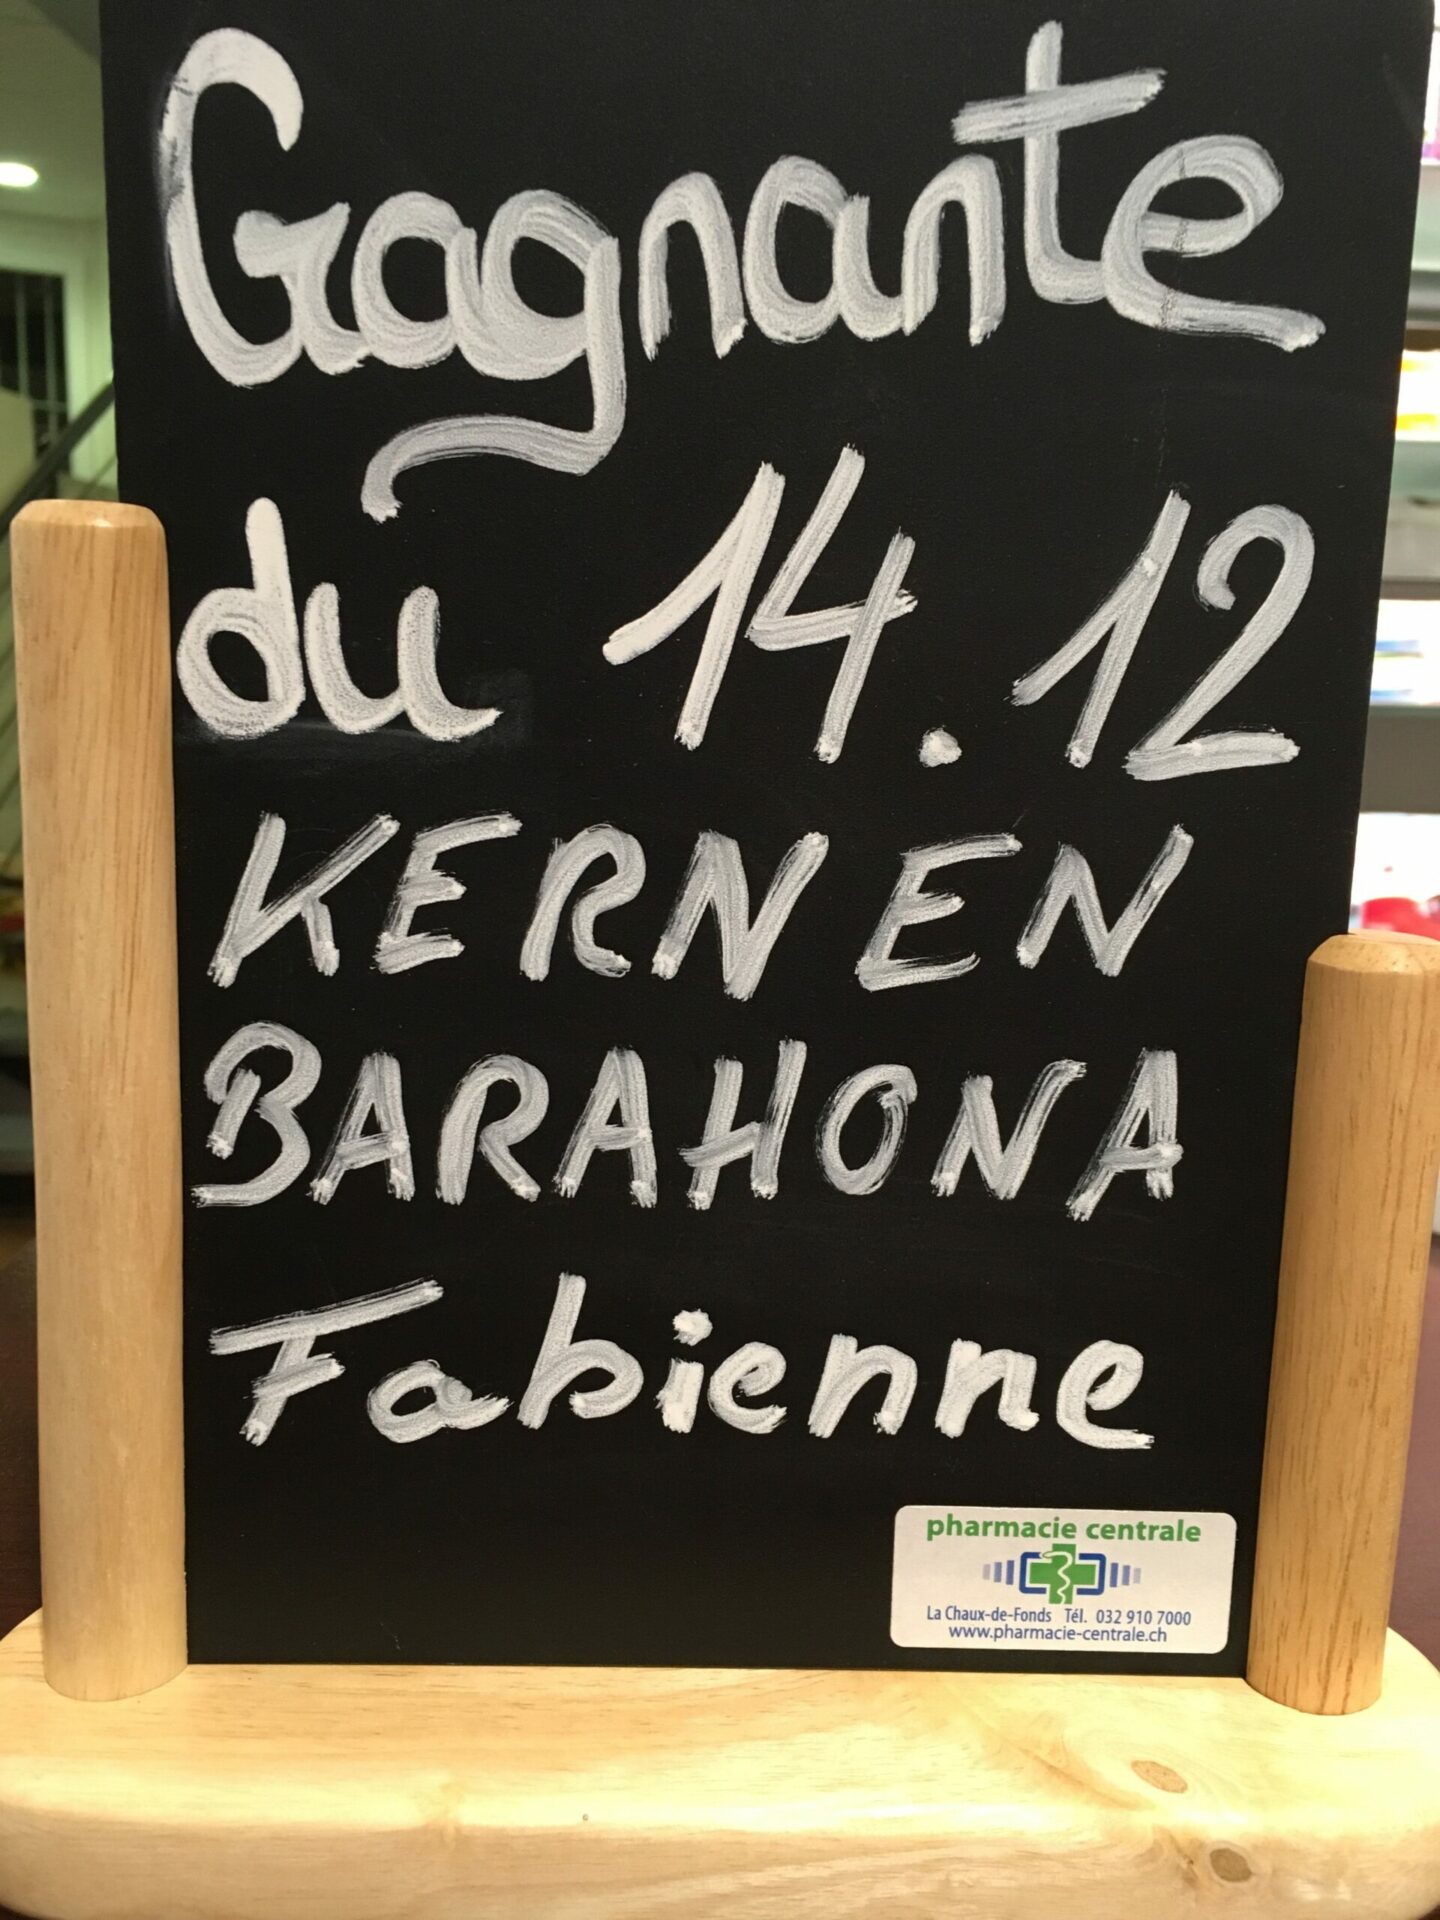 Gagnante
du 14.12
KERNEN
BARAHONA
Fabienne
pharmacie centrale
La Chaux-de-Fonds Tél. 032 910 7000
www.pharmacie-centrale.ch